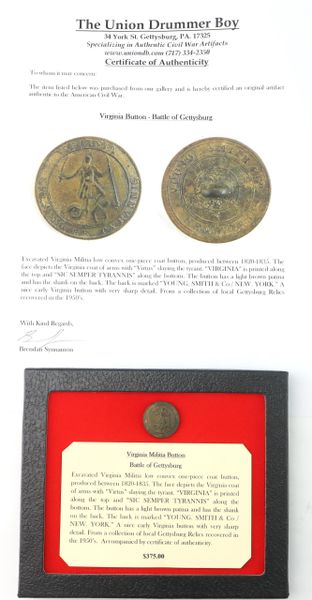 The Union Drummer Boy
34 York St. Gettysburg, PA. 17325
Specializing in Authentic Civil War Artifacts
www.uniondb.com (717) 334-2350
Certificate of Authenticity
To whom it may concern:
The item listed below was purchased from our gallery and is hereby certified an original artifact
authentic to the American Civil War.
Virginia Button - Battle of Gettysburg
VIRGINIA
Excavated Virginia Militia low convex one-piece coat button, produced between 1820-1835. The
face depicts the Virginia coat of arms with "Virtus" slaying the tyrant. "VIRGINIA" is printed along
the top and "SIC SEMPER TYRANNIS" along the bottom. The button has a light brown patina
and has the shank on the back. The back is marked "YOUNG, SMITH & Co / NEW. YORK." A
nice early Virginia button with very sharp detail. From a collection of local Gettysburg Relics
recovered in the 1950's.
With Kind Regards,
Brendan Synnamon
Virginia Militia Button
Battle of Gettysburg
Excavated Virginia Militia low convex one-piece coat button,
produced between 1820-1835. The face depicts the Virginia coat
of arms with "Virtus" slaying the tyrant. "VIRGINIA" is printed
along the top and "SIC SEMPER TYRANNIS" along the
bottom. The button has a light brown patina and has the shank
on the back. The back is marked "YOUNG, SMITH & Co /
NEW. YORK." A nice early Virginia button with very sharp
detail. From a collection of local Gettysburg Relics recovered in
the 1950's. Accompanied by certificate of authenticity.
$375.00